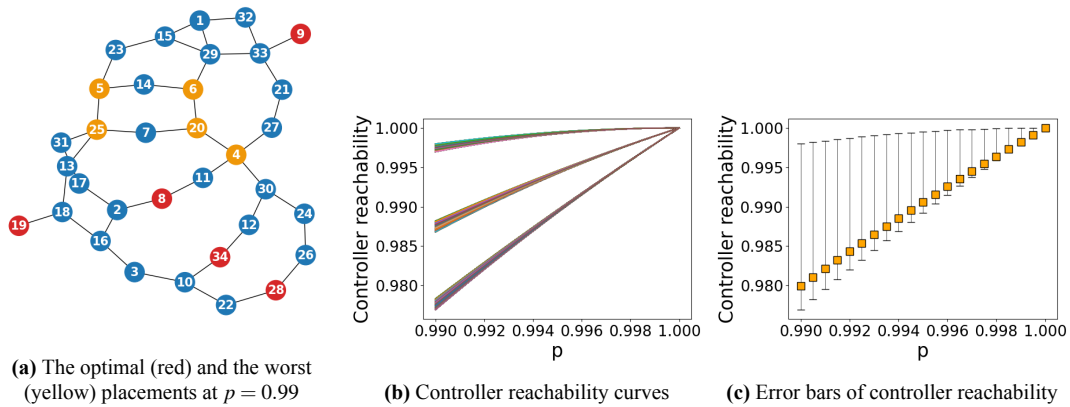 1 32 9
15
23 29 33
5 14 6 21
25 7 20 27
31
13 4
17 11
8 30
2 24
19 18 12
16
34 26
3
10 28
22
(a) The optimal (red) and the worst
(yellow) placements at p = 0.99
Controller reachability
1.000
0.995
0.990
0.985
0.980
0.990 0.992 0.994 0.996 0.998 1.000
p
(b) Controller reachability curves
Controller reachability
1.000
0.995
0.990
0.985
0.980
0.990 0.992 0.994 0.996 0.998 1.000
p
(c) Error bars of controller reachability